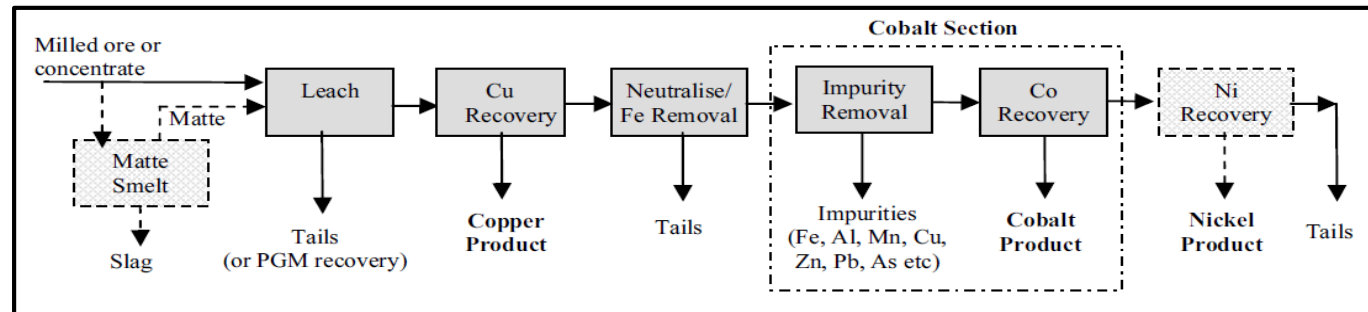 Cobalt Section
Milled ore or
concentrate
Matte
Matte
Smelt
Slag
Leach
Tails
(or PGM recovery)
Cu
Recovery
Copper
Product
Neutralise/
Fe Removal
Tails
Impurity
Removal
Impurities
(Fe, Al, Mn, Cu,
Zn, Pb, As etc)
Co
Recovery
Cobalt
Product
Ni
Recovery
Nickel
Product
Tails